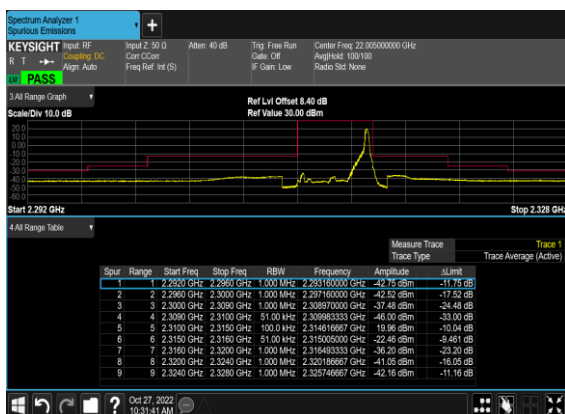 Spectrum Analyzer 1
Spurious Emissions
+
KEYSIGHT Input: RF Input Z: 50 Ω Atten: 40 dB Trig: Free Run Center Freq: 22.005000000 GHz
R T Coupling: DC Corr CCorr Gate: Off Avg|Hold: 100/100
Align: Auto Freq Ref: Int (S) IF Gain: Low Radio Std: None
PASS
3 All Range Graph
Ref Lvl Offset 8.40 dB
Scale/Div 10.0 dB Ref Value 30.00 dBm
20.0
10.0
0.00
-10.0
-20.0
-30.0
-40.0
-50.0
-60.0
Start 2.292 GHz Stop 2.328 GHz
4 All Range Table
Measure Trace Trace 1
Trace Type Trace Average (Active)
Spur Range Start Freq Stop Freq RBW Frequency Amplitude ΔLimit
1 1 2.2920 GHz 2.2960 GHz 1.000 MHz 2.293160000 GHz -42.75 dBm -11.75 dB
2 2 2.2960 GHz 2.3000 GHz 1.000 MHz 2.297160000 GHz -42.52 dBm -17.52 dB
3 3 2.3000 GHz 2.3090 GHz 1.000 MHz 2.308970000 GHz -37.48 dBm -24.48 dB
4 4 2.3090 GHz 2.3100 GHz 51.00 kHz 2.309983333 GHz -46.00 dBm -33.00 dB
5 5 2.3100 GHz 2.3150 GHz 100.0 kHz 2.314616667 GHz 19.96 dBm -10.04 dB
6 6 2.3150 GHz 2.3160 GHz 51.00 kHz 2.315005000 GHz -22.46 dBm -9.461 dB
7 7 2.3160 GHz 2.3200 GHz 1.000 MHz 2.316493333 GHz -36.20 dBm -23.20 dB
8 8 2.3200 GHz 2.3240 GHz 1.000 MHz 2.320186667 GHz -41.05 dBm -16.05 dB
9 9 2.3240 GHz 2.3280 GHz 1.000 MHz 2.325746667 GHz -42.16 dBm -11.16 dB
? Oct 27, 2022
10:31:41 AM